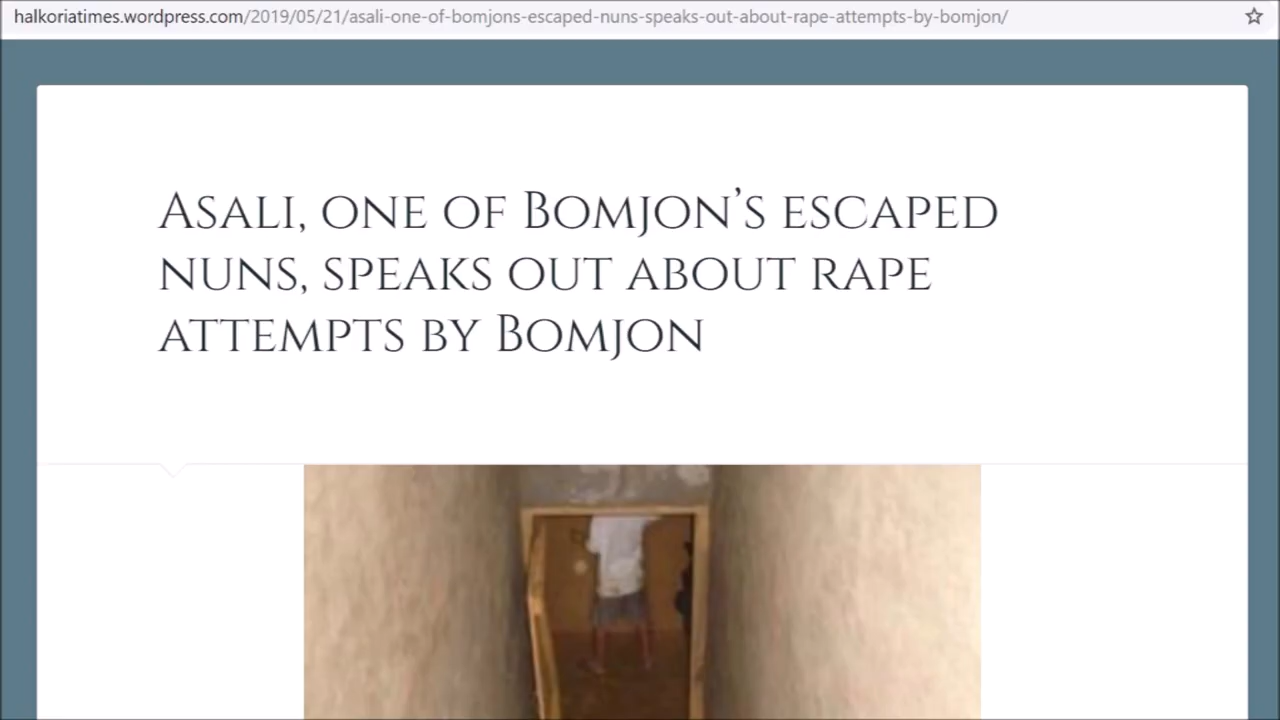 halkoriatimes.wordpress.com/2019/05/21/asali-one-of-bomjons-escaped-nuns-speaks-out-about-rape-attempts-by-bomjon/
Asali, one of Bomjon’s escaped
nuns, speaks out about rape
attempts by Bomjon